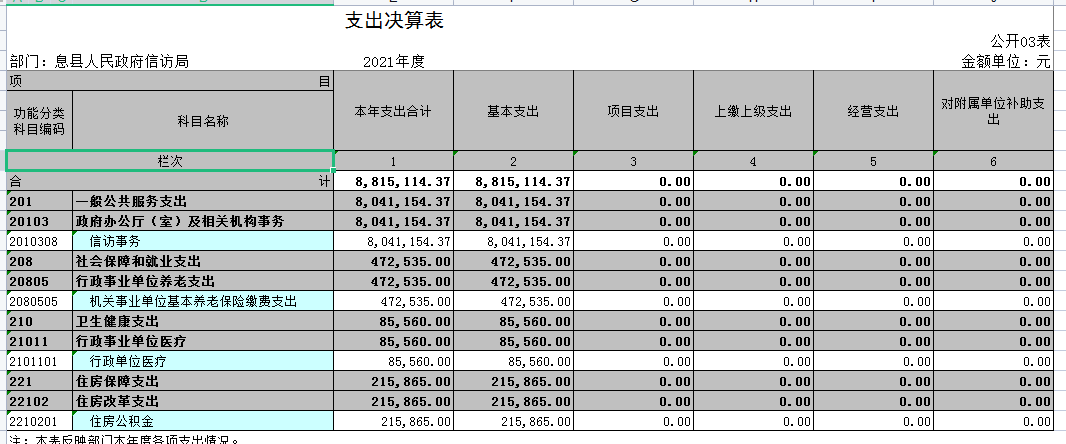 支出决算表
公开03表
部门：息县人民政府信访局 2021年度 金额单位：元
项 目 本年支出合计 基本支出 项目支出 上缴上级支出 经营支出 对附属单位补助支出
功能分类科目编码 科目名称
栏次 1 2 3 4 5 6
合 计 8,815,114.37 8,815,114.37 0.00 0.00 0.00 0.00
201 一般公共服务支出 8,041,154.37 8,041,154.37 0.00 0.00 0.00 0.00
20103 政府办公厅（室）及相关机构事务 8,041,154.37 8,041,154.37 0.00 0.00 0.00 0.00
2010308 信访事务 8,041,154.37 8,041,154.37 0.00 0.00 0.00 0.00
208 社会保障和就业支出 472,535.00 472,535.00 0.00 0.00 0.00 0.00
20805 行政事业单位养老支出 472,535.00 472,535.00 0.00 0.00 0.00 0.00
2080505 机关事业单位基本养老保险缴费支出 472,535.00 472,535.00 0.00 0.00 0.00 0.00
210 卫生健康支出 85,560.00 85,560.00 0.00 0.00 0.00 0.00
21011 行政事业单位医疗 85,560.00 85,560.00 0.00 0.00 0.00 0.00
2101101 行政单位医疗 85,560.00 85,560.00 0.00 0.00 0.00 0.00
221 住房保障支出 215,865.00 215,865.00 0.00 0.00 0.00 0.00
22102 住房改革支出 215,865.00 215,865.00 0.00 0.00 0.00 0.00
2210201 住房公积金 215,865.00 215,865.00 0.00 0.00 0.00 0.00
注：本表反映部门本年度各项支出情况。